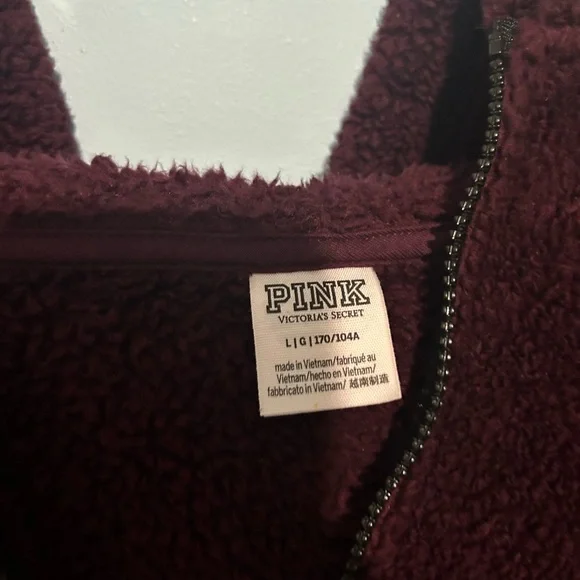 PINK
VICTORIA'S SECRET
L|G|170/104A
made in Vietnam/fabriqué au
Vietnam/hecho en Vietnam/
fabbricato in Vietnam/ 越南制造